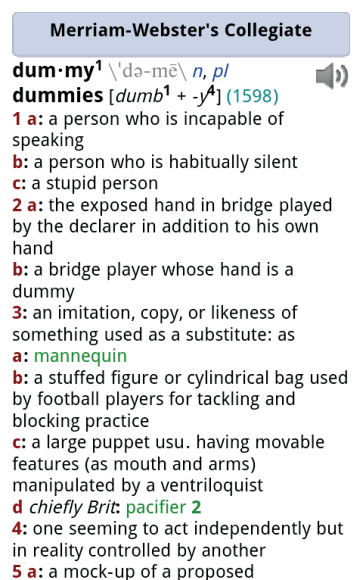 Merriam-Webster's Collegiate
dum·my¹ \ˈdə-mē\ n, pl
dummies [dumb¹ + -y⁴] (1598)
1 a: a person who is incapable of
speaking
b: a person who is habitually silent
c: a stupid person
2 a: the exposed hand in bridge played
by the declarer in addition to his own
hand
b: a bridge player whose hand is a
dummy
3: an imitation, copy, or likeness of
something used as a substitute: as
a: mannequin
b: a stuffed figure or cylindrical bag used
by football players for tackling and
blocking practice
c: a large puppet usu. having movable
features (as mouth and arms)
manipulated by a ventriloquist
d chiefly Brit: pacifier 2
4: one seeming to act independently but
in reality controlled by another
5 a: a mock-up of a proposed